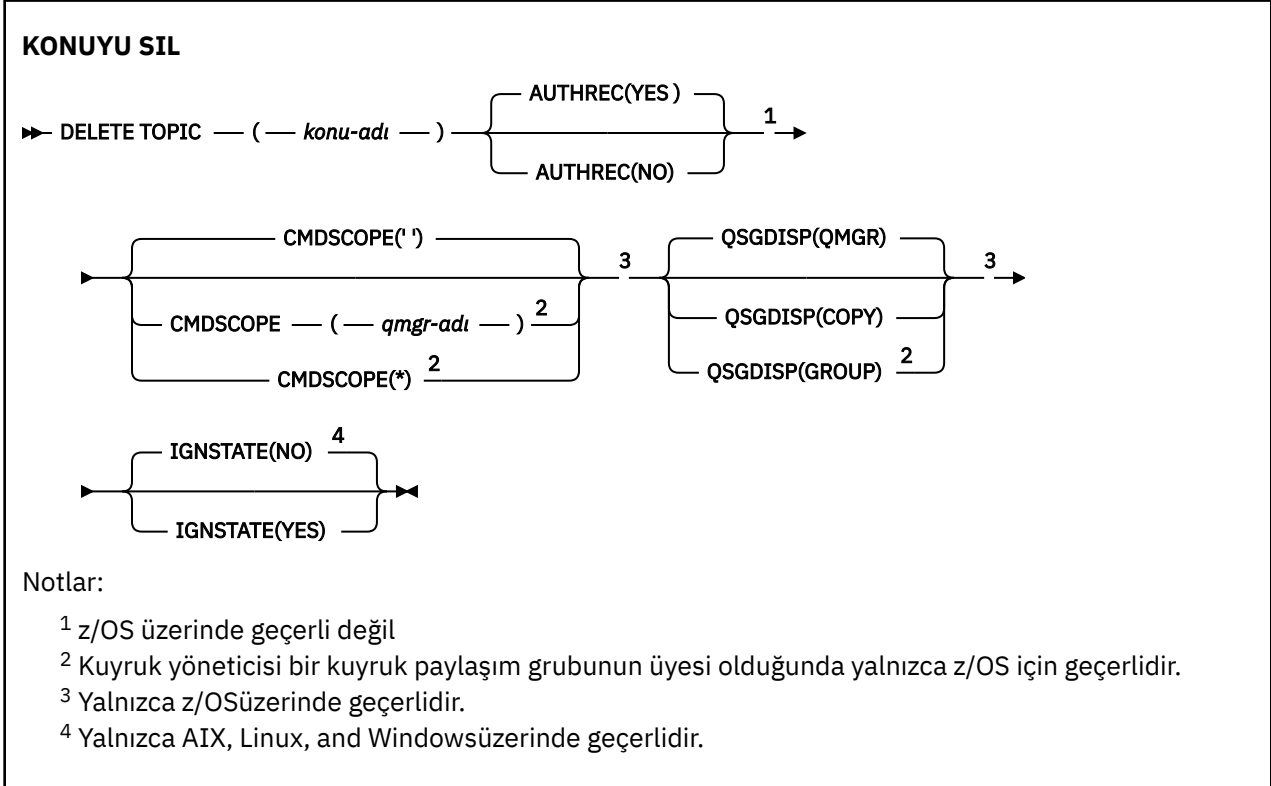 KONUYU SIL
AUTHREC(YES )
DELETE TOPIC ( konu-adı ) 1
AUTHREC(NO)
CMDSCOPE(' ') QSGDISP(QMGR)
3 3
CMDSCOPE ( qmgr-adı ) 2 QSGDISP(COPY)
CMDSCOPE(*) 2 QSGDISP(GROUP) 2
IGNSTATE(NO) 4
IGNSTATE(YES)
Notlar:
1 z/OS üzerinde geçerli değil
2 Kuyruk yöneticisi bir kuyruk paylaşım grubunun üyesi olduğunda yalnızca z/OS için geçerlidir.
3 Yalnızca z/OSüzerinde geçerlidir.
4 Yalnızca AIX, Linux, and Windowsüzerinde geçerlidir.